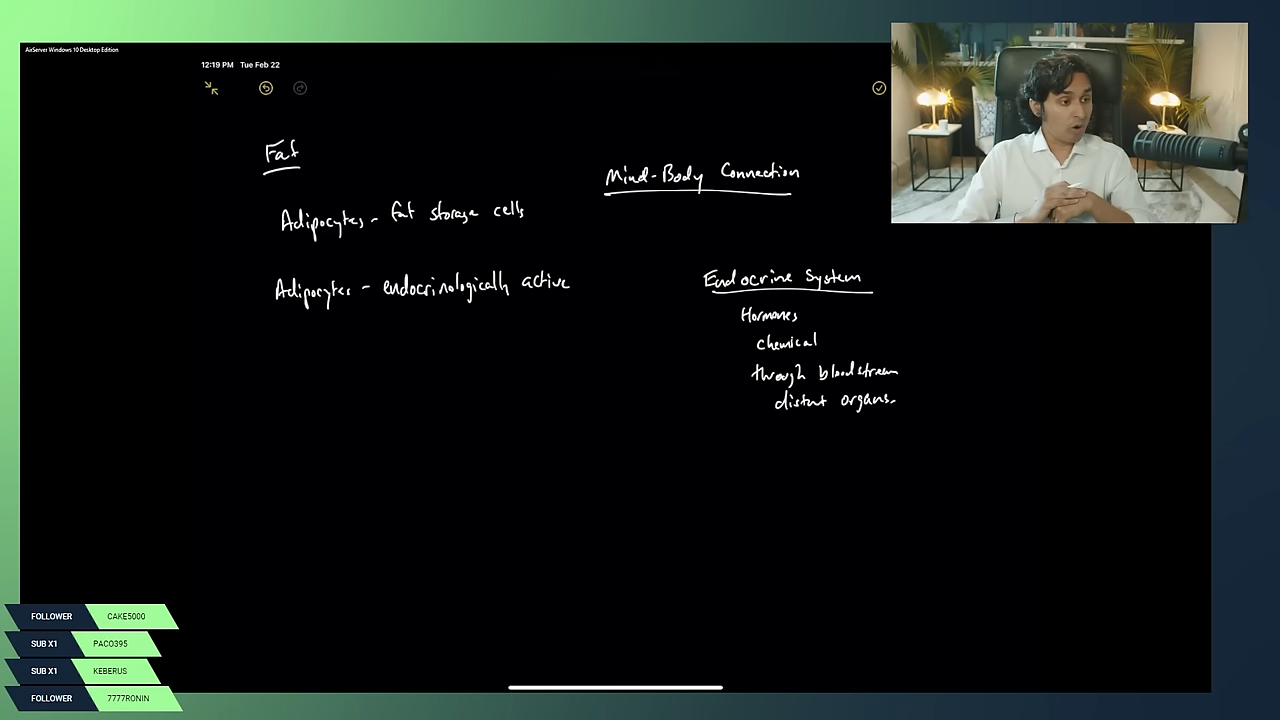 AirServer Windows 10 Desktop Edition
12:19 PM Tue Feb 22
Fat
Mind-Body Connection
Adipocytes - fat storage cells
Adipocytes - endocrinologically active
Endocrine System
Hormones
chemical
through bloodstream
distant organs.
FOLLOWER CAKE5000
SUB X1 PACO395
SUB X1 KEBERUS
FOLLOWER 7777RONIN